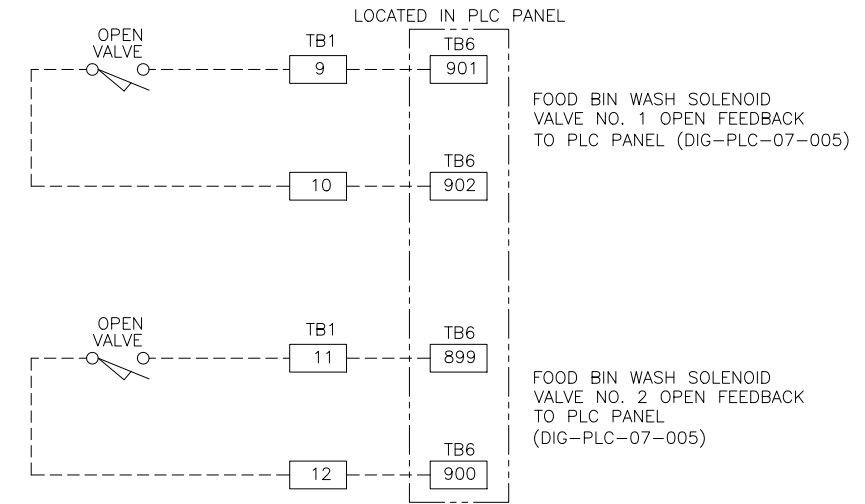 LOCATED IN PLC PANEL
OPEN
VALVE
TB1
9
TB6
901
FOOD BIN WASH SOLENOID
VALVE NO. 1 OPEN FEEDBACK
TO PLC PANEL (DIG-PLC-07-005)
10
TB6
902
OPEN
VALVE
TB1
11
TB6
899
FOOD BIN WASH SOLENOID
VALVE NO. 2 OPEN FEEDBACK
TO PLC PANEL
(DIG-PLC-07-005)
12
TB6
900